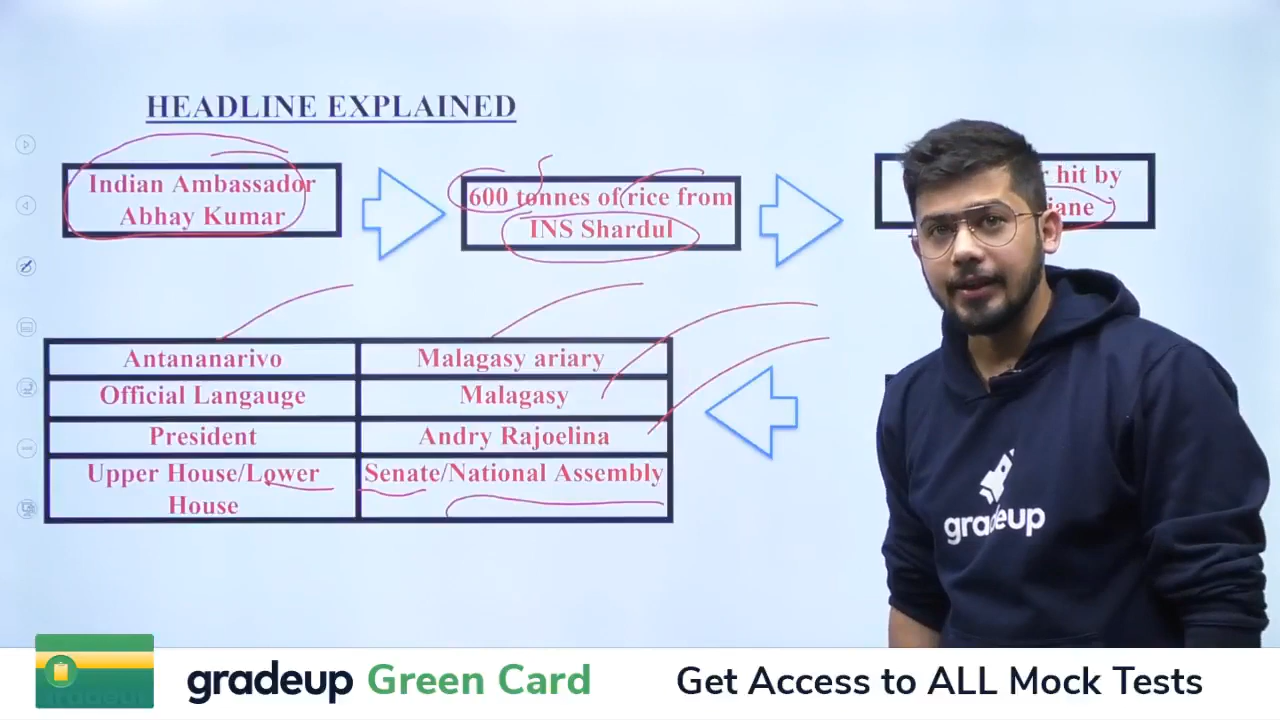 HEADLINE EXPLAINED
Indian Ambassador
Abhay Kumar
600 tonnes of rice from
INS Shardul
hit by
Antananarivo
Malagasy ariary
Official Langauge
Malagasy
President
Andry Rajoelina
Upper House/Lower
House
Senate/National Assembly
gradeup
gradeup
gradeup Green Card
Get Access to ALL Mock Tests